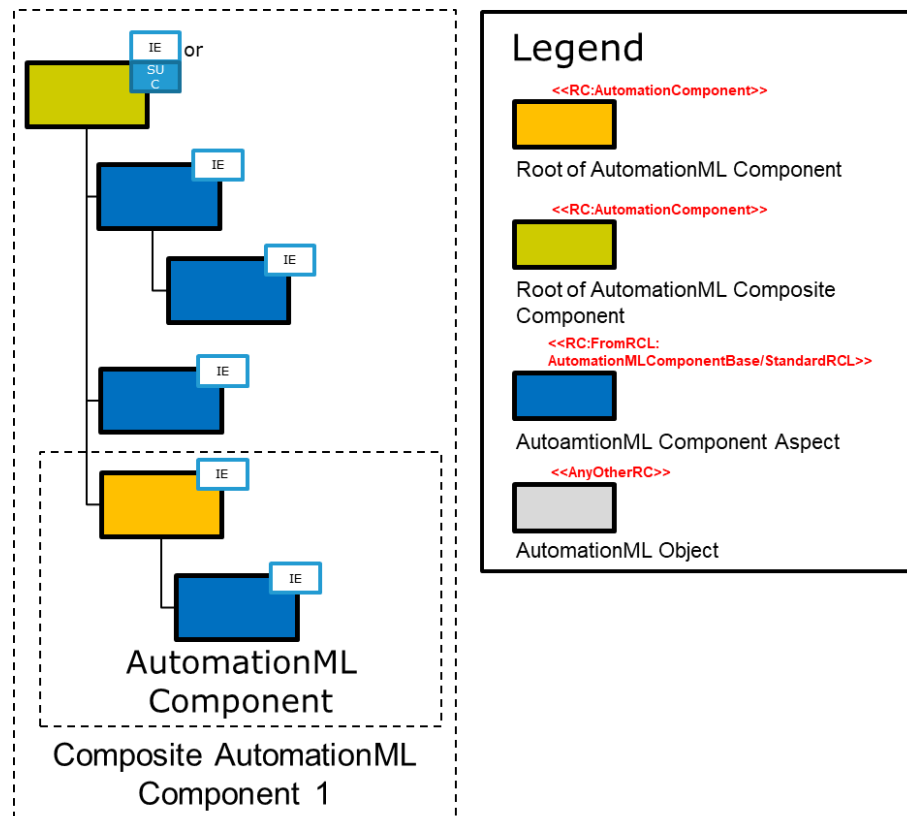 IE or
SU
C
IE
IE
IE
IE
IE
AutomationML
Component
Composite AutomationML
Component 1
Legend
<<RC:AutomationComponent>>
Root of AutomationML Component
<<RC:AutomationComponent>>
Root of AutomationML Composite
Component
<<RC:FromRCL:
AutomationMLComponentBase/StandardRCL>>
AutoamtionML Component Aspect
<<AnyOtherRC>>
AutomationML Object